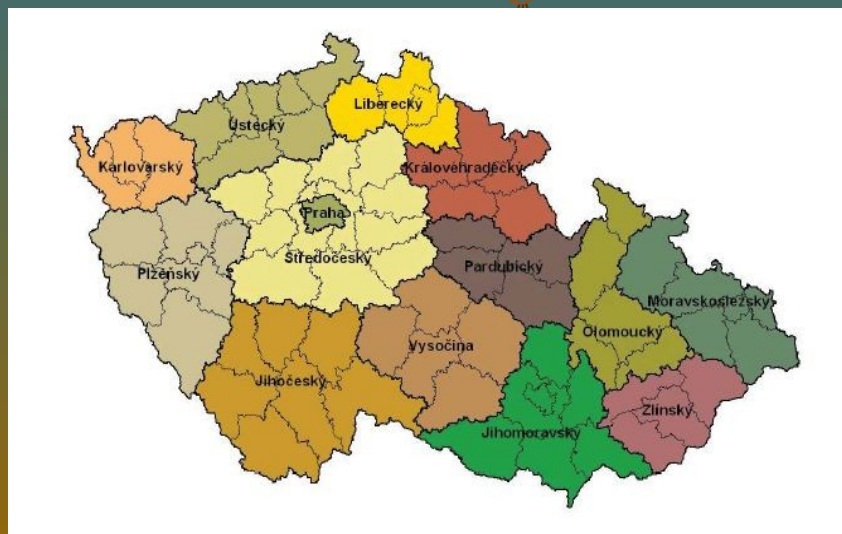 Liberecký
Ústecký
Karlovarský
Královéhradecký
Praha
Středočeský
Plzeňský
Pardubický
Moravskoslezský
Olomoucký
Vysočina
Jihočeský
Zlínský
Jihomoravský